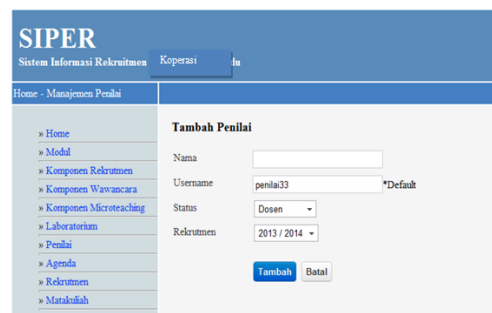 SIPER
Sistem Informasi Rekruitmen Koperasi du
Home - Manajemen Penilai
» Home
» Modul
» Komponen Rekrutmen
» Komponen Wawancara
» Komponen Microteaching
» Laboratorium
» Penilai
» Agenda
» Rekrutmen
» Matakuliah
Tambah Penilai
Nama
Username penilai33 *Default
Status Dosen
Rekrutmen 2013 / 2014
Tambah Batal